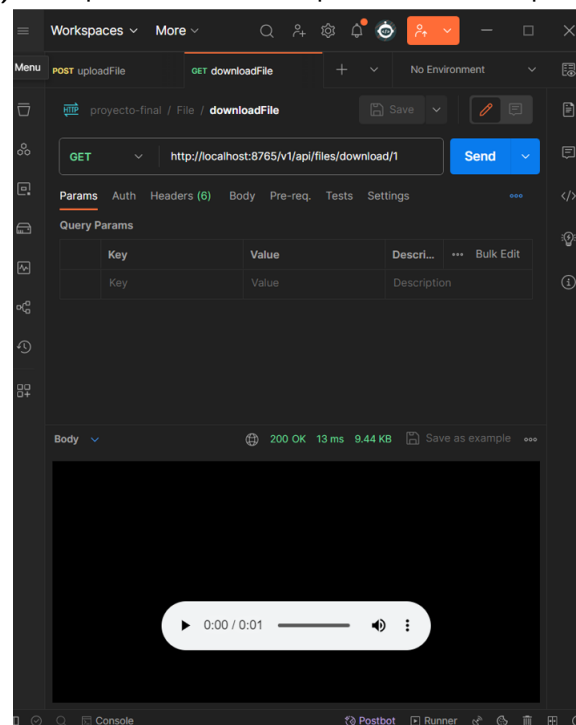 Workspaces More
Menu
POST uploadFile
GET downloadFile
No Environment
HTTP proyecto-final / File / downloadFile
Save
GET
http://localhost:8765/v1/api/files/download/1
Send
Params Auth Headers (6) Body Pre-req. Tests Settings
Query Params
Key Value Descri... Bulk Edit
Key Value Description
Body
200 OK 13 ms 9.44 KB Save as example
0:00 / 0:01
Console
Postbot Runner